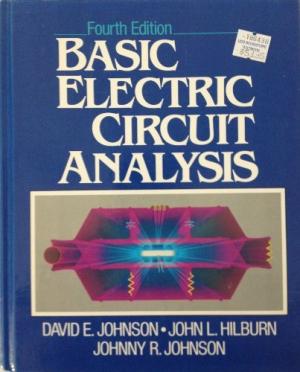 Fourth Edition
BASIC
ELECTRIC
CIRCUIT
ANALYSIS
DAVID E. JOHNSON • JOHN L. HILBURN
JOHNNY R. JOHNSON